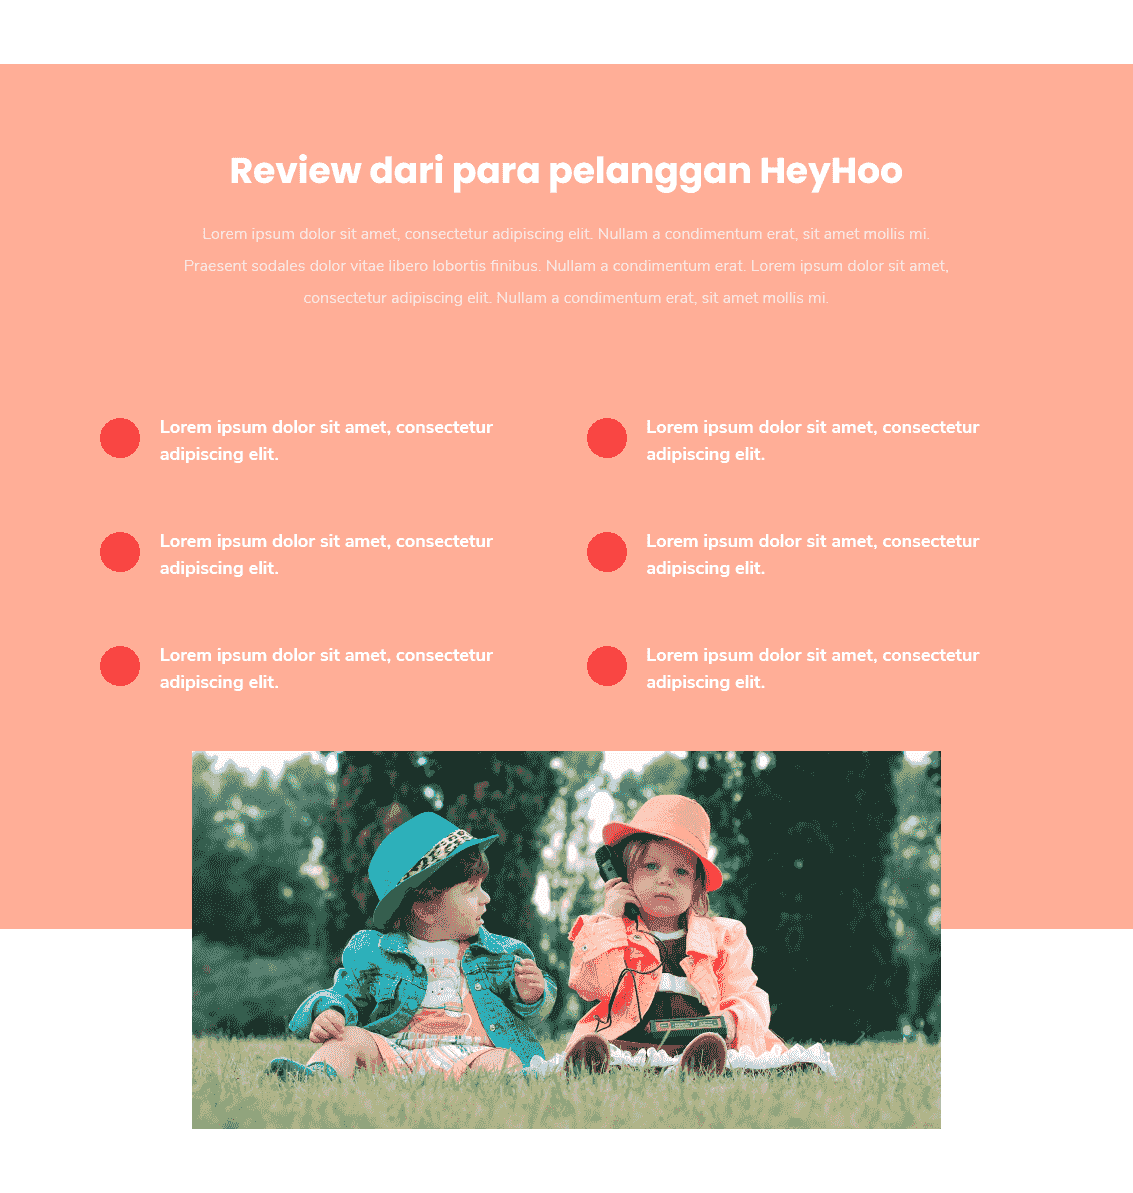 Review dari para pelanggan HeyHoo
Lorem ipsum dolor sit amet, consectetur adipiscing elit. Nullam a condimentum erat, sit amet mollis mi.
Praesent sodales dolor vitae libero lobortis finibus. Nullam a condimentum erat. Lorem ipsum dolor sit amet,
consectetur adipiscing elit. Nullam a condimentum erat, sit amet mollis mi.
Lorem ipsum dolor sit amet, consectetur
adipiscing elit.
Lorem ipsum dolor sit amet, consectetur
adipiscing elit.
Lorem ipsum dolor sit amet, consectetur
adipiscing elit.
Lorem ipsum dolor sit amet, consectetur
adipiscing elit.
Lorem ipsum dolor sit amet, consectetur
adipiscing elit.
Lorem ipsum dolor sit amet, consectetur
adipiscing elit.